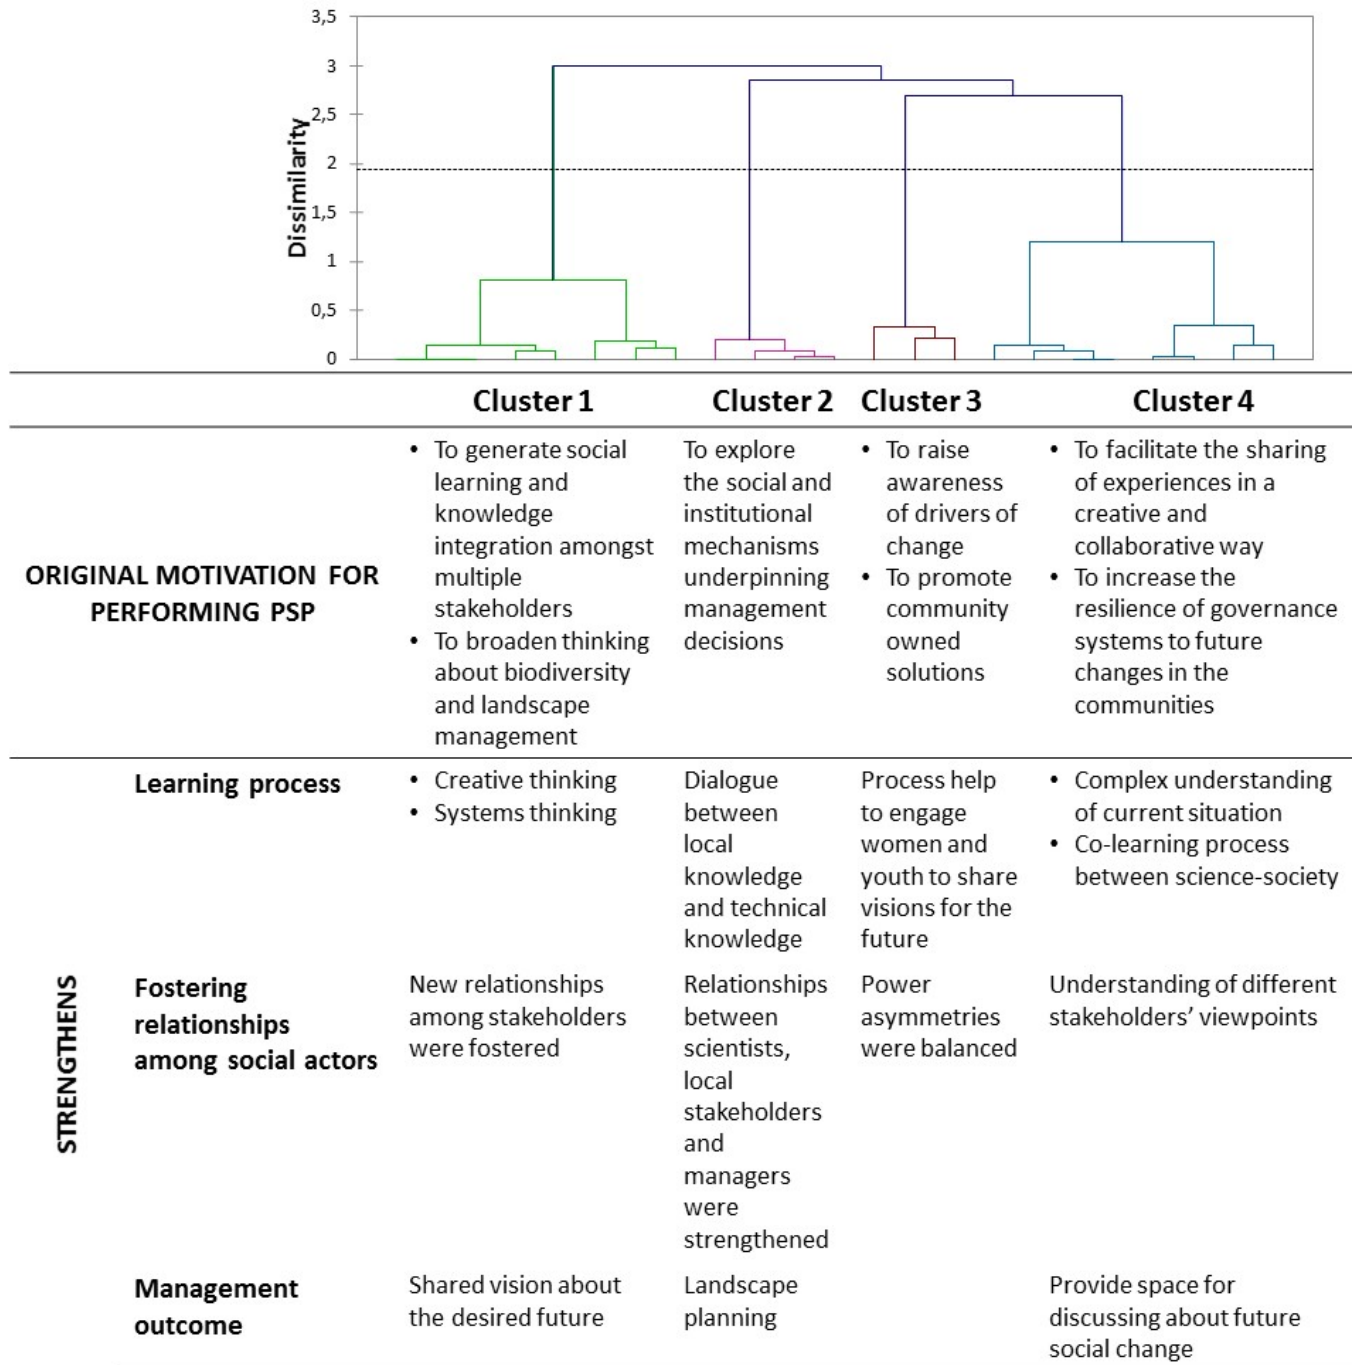 3,5
3
2,5
2
1,5
1
0,5
0
Dissimilarity
Cluster 1
Cluster 2
Cluster 3
Cluster 4
ORIGINAL MOTIVATION FOR
PERFORMING PSP
• To generate social
learning and
knowledge
integration amongst
multiple
stakeholders
• To broaden thinking
about biodiversity
and landscape
management
To explore
the social and
institutional
mechanisms
underpinning
management
decisions
• To raise
awareness
of drivers of
change
• To promote
community
owned
solutions
• To facilitate the sharing
of experiences in a
creative and
collaborative way
• To increase the
resilience of governance
systems to future
changes in the
communities
STRENGTHENS
Learning process
• Creative thinking
• Systems thinking
Dialogue
between
local
knowledge
and technical
knowledge
Process help
to engage
women and
youth to share
visions for the
future
• Complex understanding
of current situation
• Co-learning process
between science-society
Fostering
relationships
among social actors
New relationships
among stakeholders
were fostered
Relationships
between
scientists,
local
stakeholders
and
managers
were
strengthened
Power
asymmetries
were balanced
Understanding of different
stakeholders’ viewpoints
Management
outcome
Shared vision about
the desired future
Landscape
planning
Provide space for
discussing about future
social change